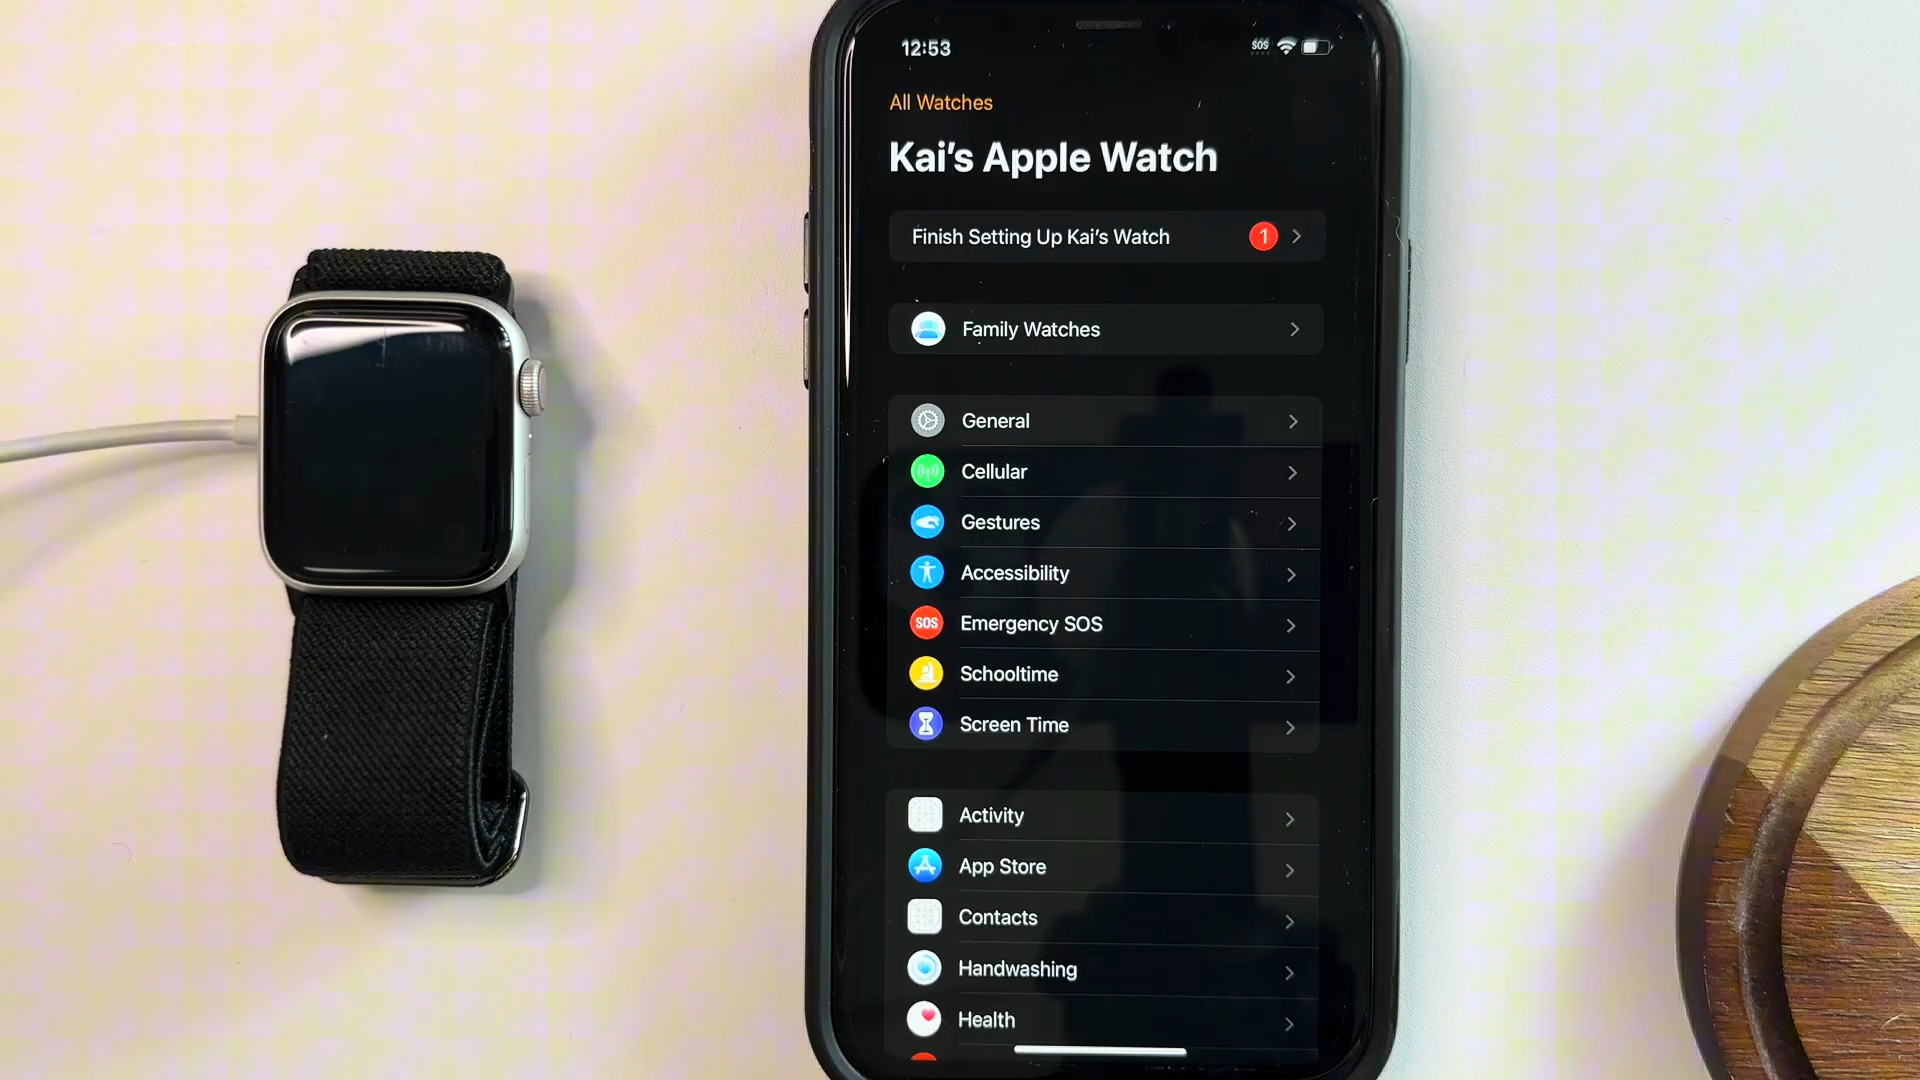 12:53
SOS
All Watches
Kai's Apple Watch
Finish Setting Up Kai's Watch 1
Family Watches
General
Cellular
Gestures
Accessibility
SOS Emergency SOS
Schooltime
Screen Time
Activity
App Store
Contacts
Handwashing
Health